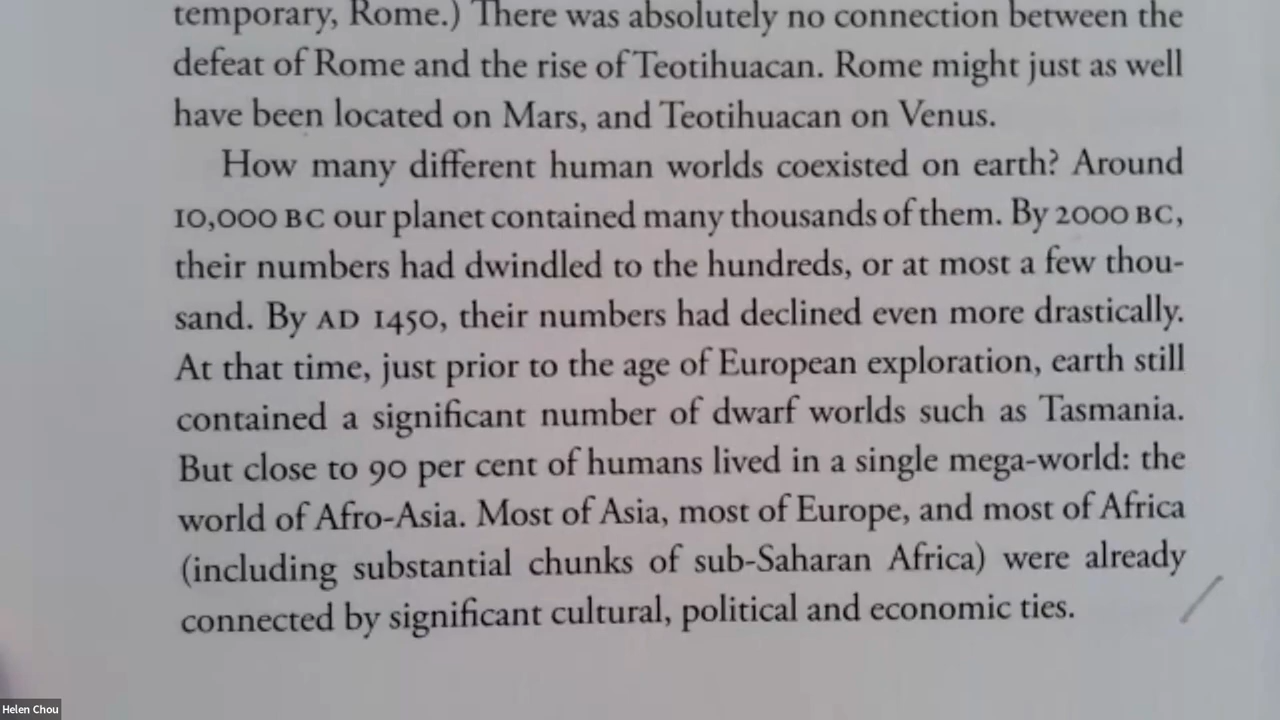 temporary, Rome.) There was absolutely no connection between the
defeat of Rome and the rise of Teotihuacan. Rome might just as well
have been located on Mars, and Teotihuacan on Venus.
How many different human worlds coexisted on earth? Around
10,000 BC our planet contained many thousands of them. By 2000 BC,
their numbers had dwindled to the hundreds, or at most a few thou-
sand. By AD 1450, their numbers had declined even more drastically.
At that time, just prior to the age of European exploration, earth still
contained a significant number of dwarf worlds such as Tasmania.
But close to 90 per cent of humans lived in a single mega-world: the
world of Afro-Asia. Most of Asia, most of Europe, and most of Africa
(including substantial chunks of sub-Saharan Africa) were already
connected by significant cultural, political and economic ties.
Helen Chou